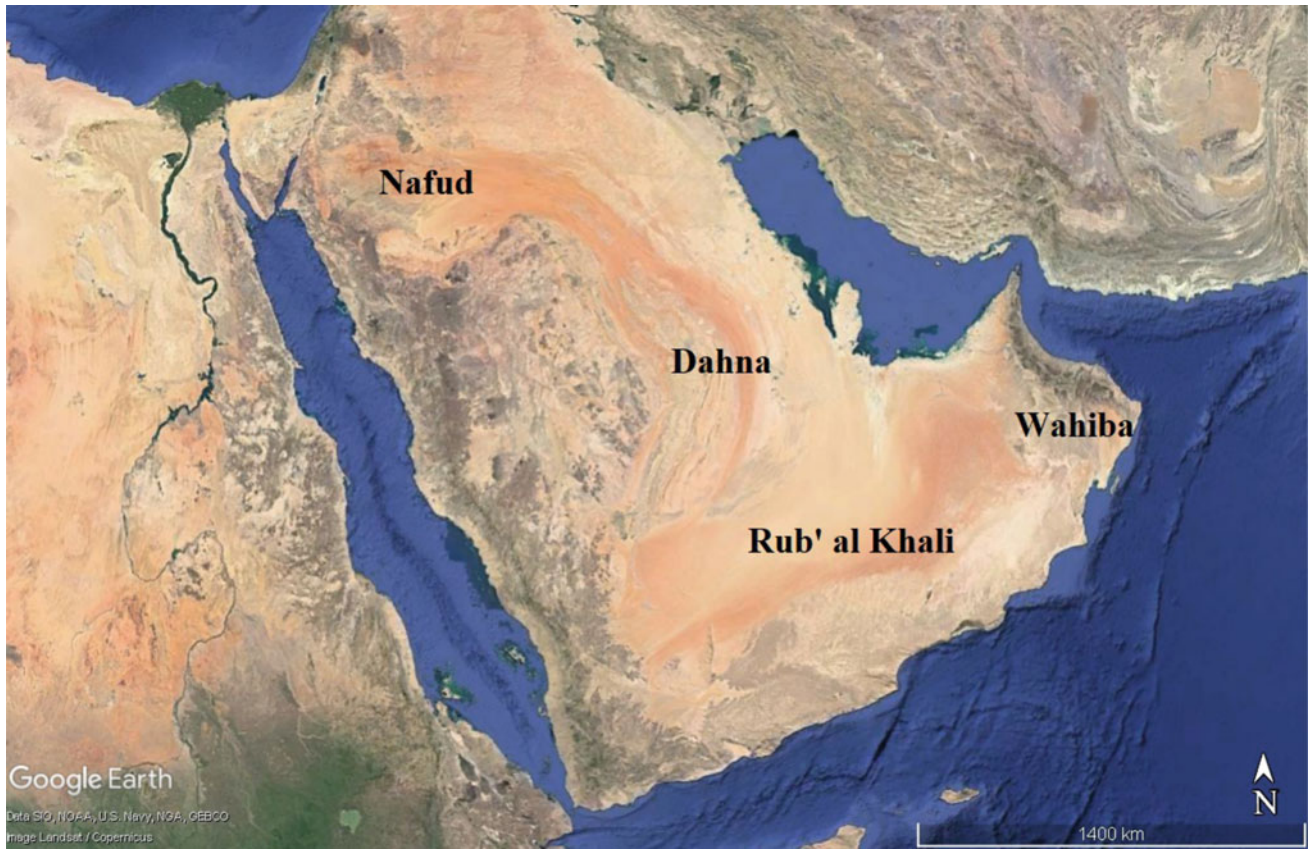 Nafud
Dahna
Wahiba
Rub' al Khali
Google Earth
Data SIO, NOAA, U.S. Navy, NGA, GEBCO
Image Landsat / Copernicus
N
1400 km